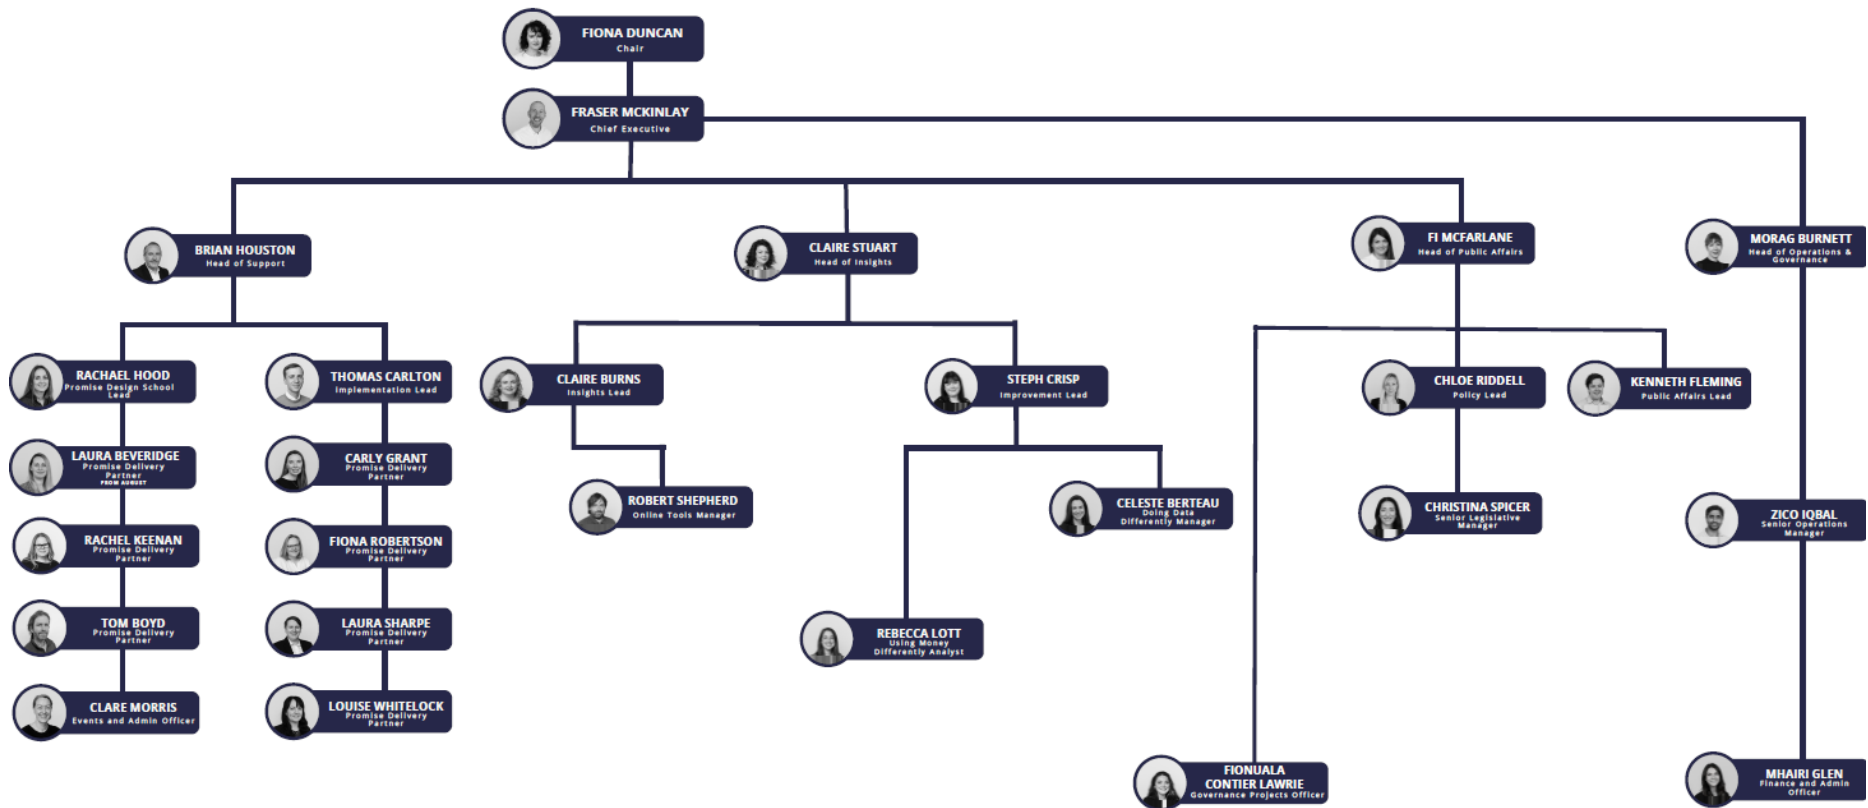 FIONA DUNCAN
Chair
FRASER MCKINLAY
Chief Executive
BRIAN HOUSTON
Head of Support
CLAIRE STUART
Head of Insights
FI MCFARLANE
Head of Public Affairs
MORAG BURNETT
Head of Operations &
Governance
RACHAEL HOOD
Promise Design School
Lead
THOMAS CARLTON
Implementation Lead
CLAIRE BURNS
Insights Lead
STEPH CRISP
Improvement Lead
CHLOE RIDDELL
Policy Lead
KENNETH FLEMING
Public Affairs Lead
LAURA BEVERIDGE
Promise Delivery
Partner
FROM AUGUST
CARLY GRANT
Promise Delivery
Partner
ROBERT SHEPHERD
Online Tools Manager
CELESTE BERTEAU
Doing Data
Differently Manager
CHRISTINA SPICER
Senior Legislative
Manager
ZICO IQBAL
Senior Operations
Manager
RACHEL KEENAN
Promise Delivery
Partner
FIONA ROBERTSON
Promise Delivery
Partner
TOM BOYD
Promise Delivery
Partner
LAURA SHARPE
Promise Delivery
Partner
REBECCA LOTT
Using Money
Differently Analyst
CLARE MORRIS
Events and Admin Officer
LOUISE WHITELOCK
Promise Delivery
Partner
FIONUALA
CONTIER LAWRIE
Governance Projects Officer
MHAIRI GLEN
Finance and Admin
Officer